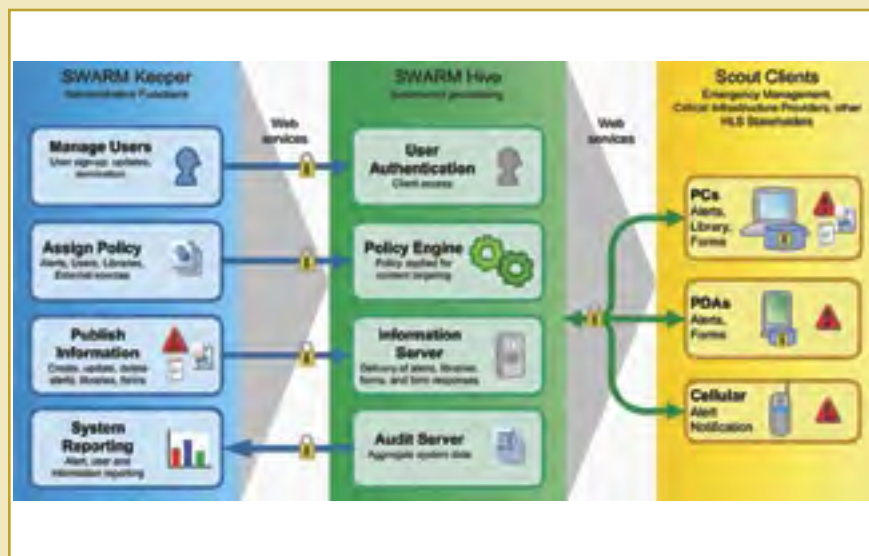 SWARM Keeper
Administrative Functions
Manage Users
User sign-up, updates,
termination
Assign Policy
Alerts, Users, Libraries,
External sources
Publish
Information
Create, update, delete
alerts, libraries, forms
System
Reporting
Alert, user and
information reporting
Web
services
SWARM Hive
processing
User
Authentication
Client access
Policy Engine
Policy applied for
content targeting
Information
Server
Delivery of alerts, libraries,
forms, and form responses
Audit Server
Aggregate system data
Web
services
Scout Clients
Emergency Management,
Critical Infrastructure Providers, other
HLS Stakeholders
PCs
Alerts,
Library,
Forms
PDAs
Alerts,
Forms
Cellular
Alert
Notification